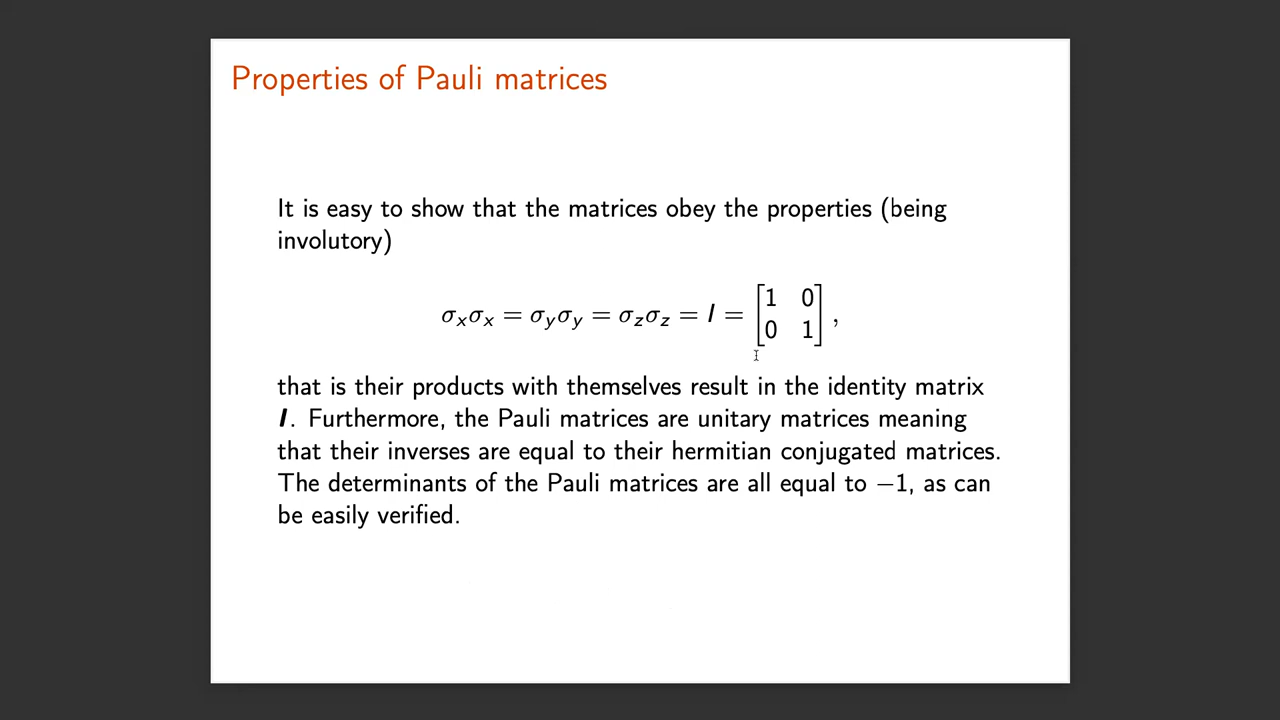 Properties of Pauli matrices
It is easy to show that the matrices obey the properties (being
involutory)
σxσx = σyσy = σzσz = I = [1 0
0 1],
that is their products with themselves result in the identity matrix
I. Furthermore, the Pauli matrices are unitary matrices meaning
that their inverses are equal to their hermitian conjugated matrices.
The determinants of the Pauli matrices are all equal to −1, as can
be easily verified.